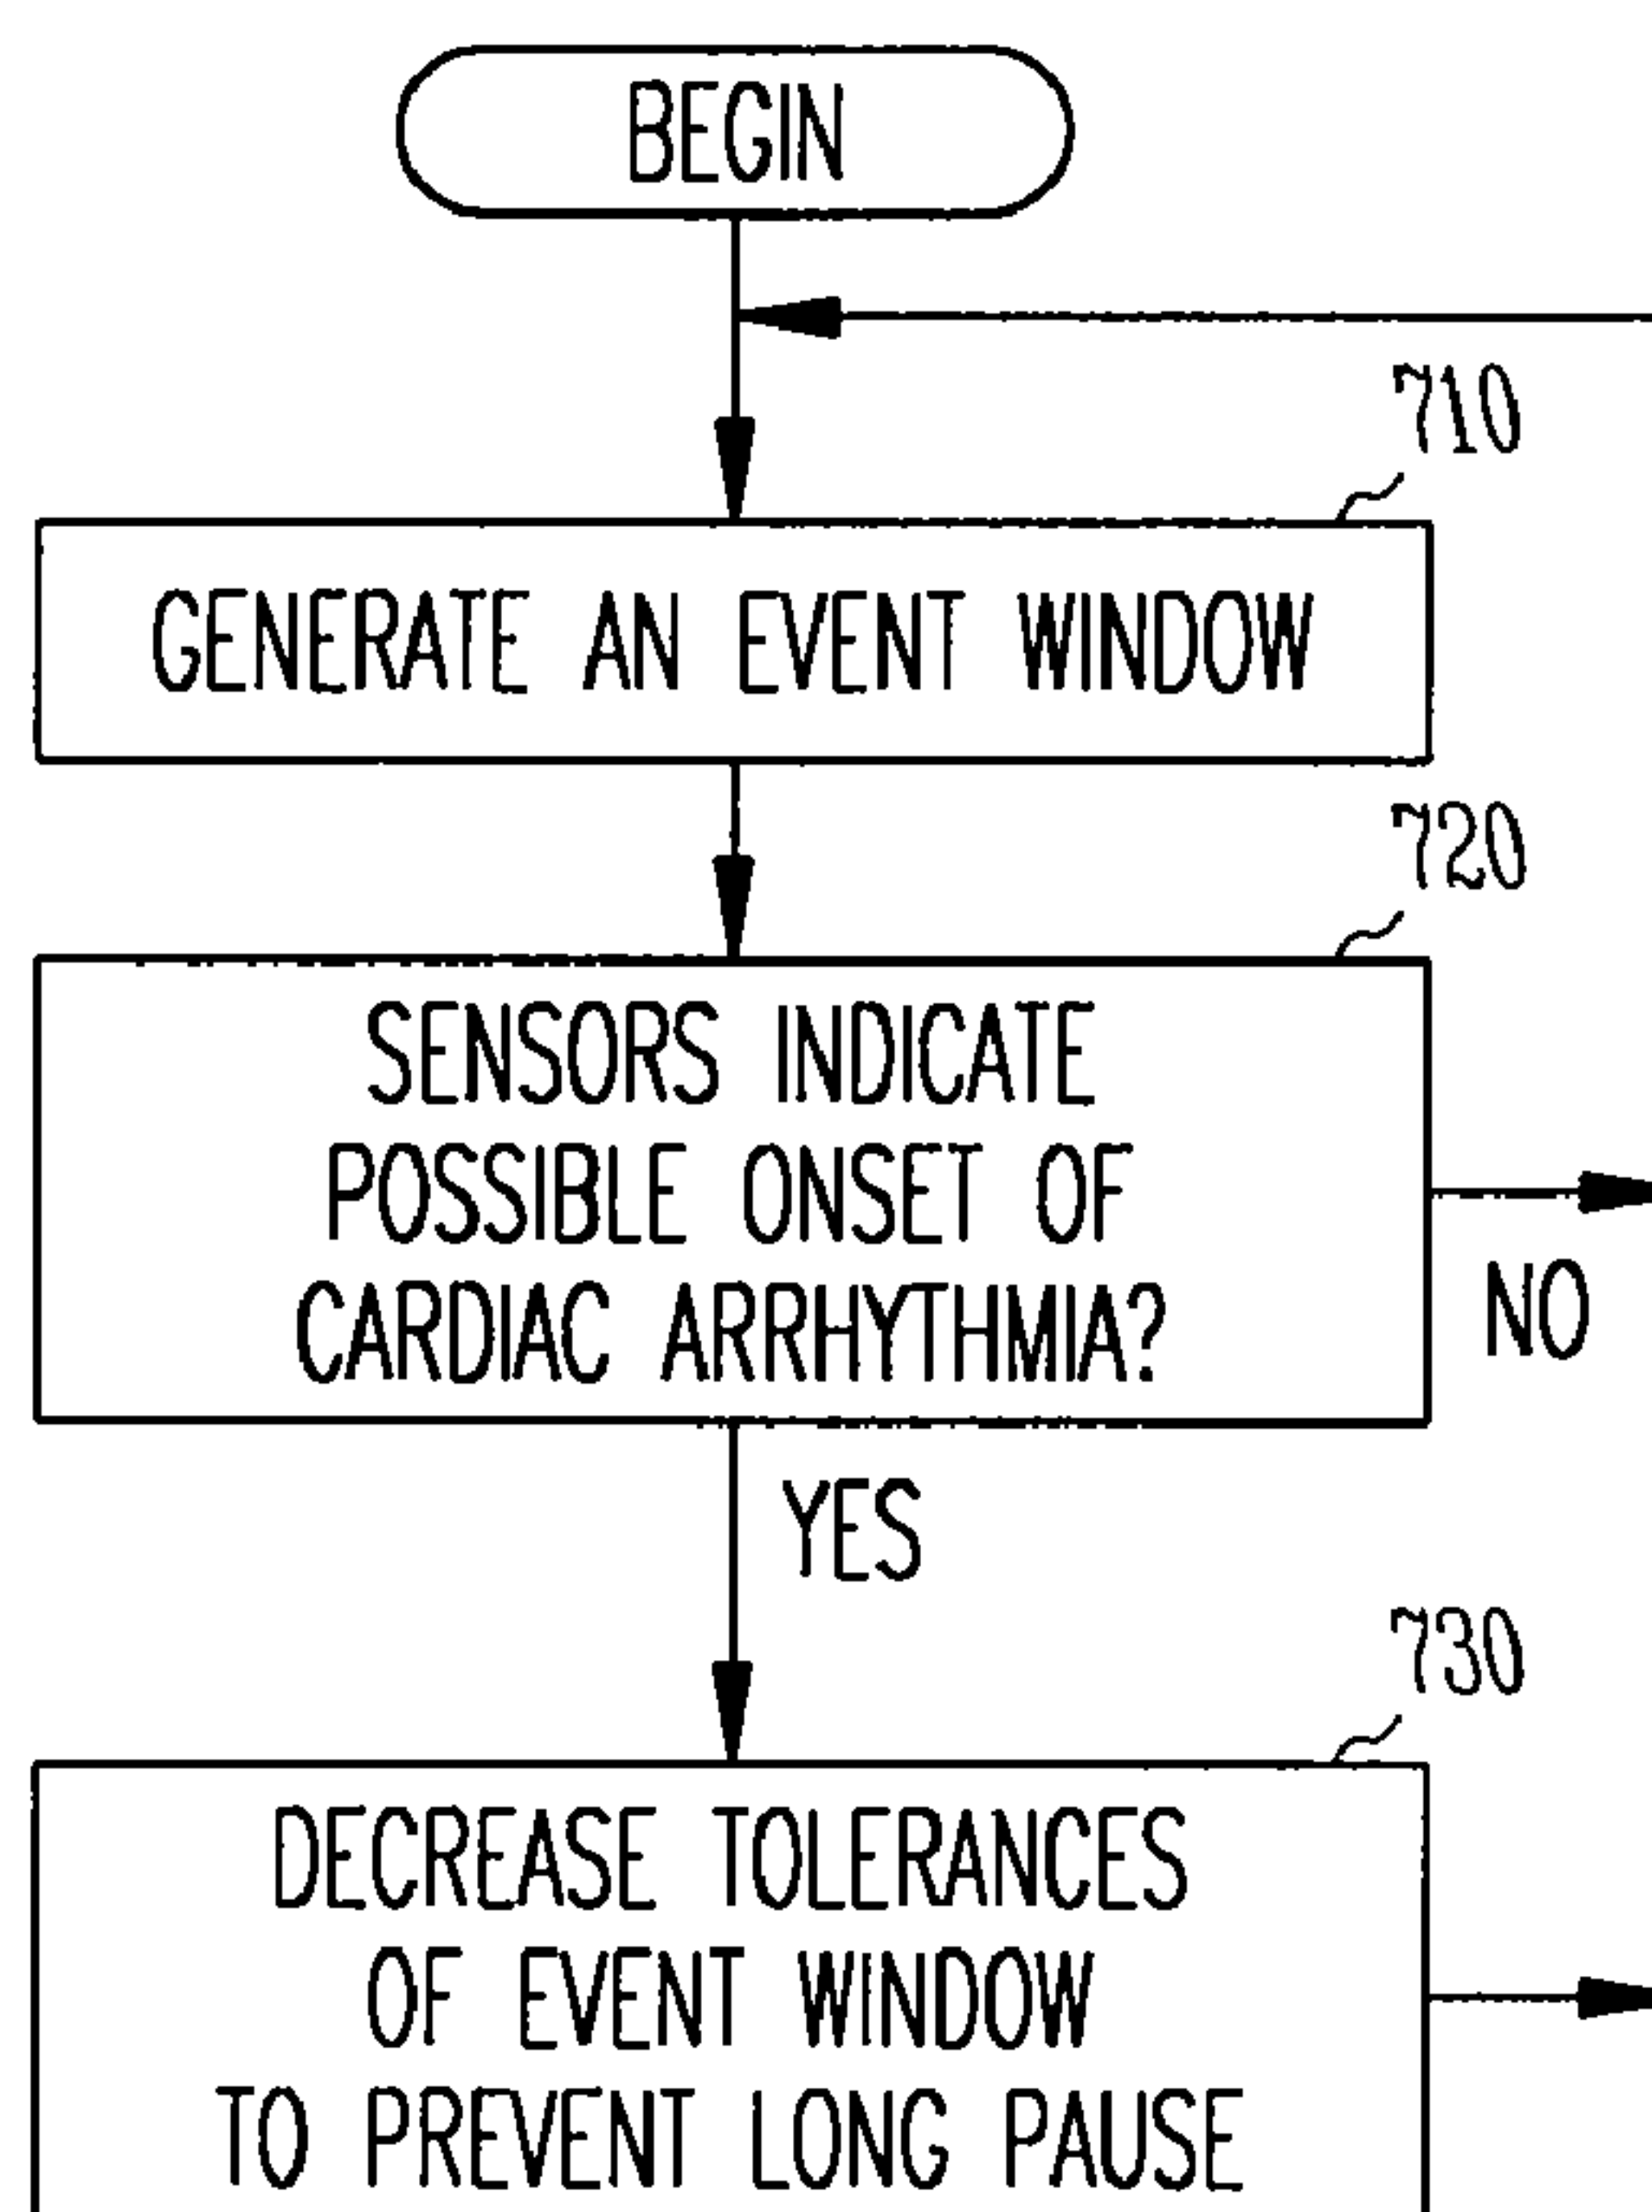 BEGIN
710
GENERATE AN EVENT WINDOW
720
SENSORS INDICATE
POSSIBLE ONSET OF
CARDIAC ARRHYTHMIA?
NO
YES
730
DECREASE TOLERANCES
OF EVENT WINDOW
TO PREVENT LONG PAUSE